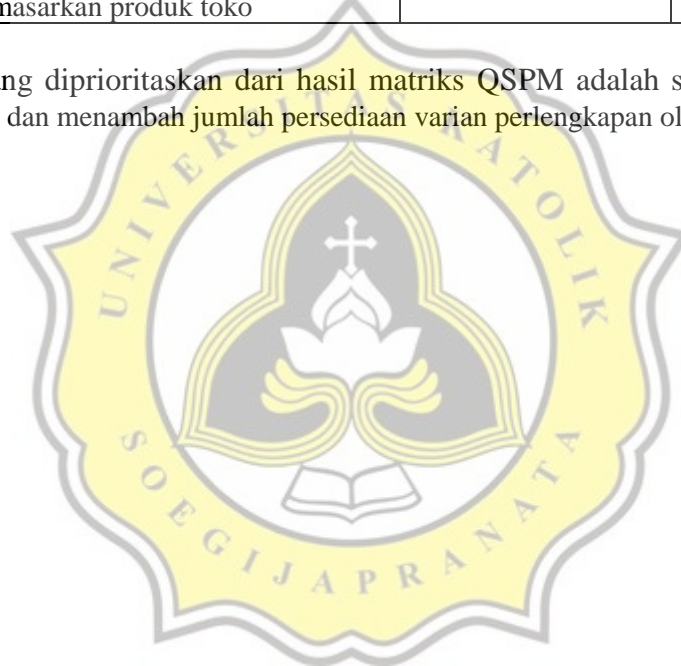 masarkan produk toko
ng diprioritaskan dari hasil matriks QSPM adalah s
dan menambah jumlah persediaan varian perlengkapan ol
UNIVERSITAS KATOLIK
SOEGIJAPRANATA